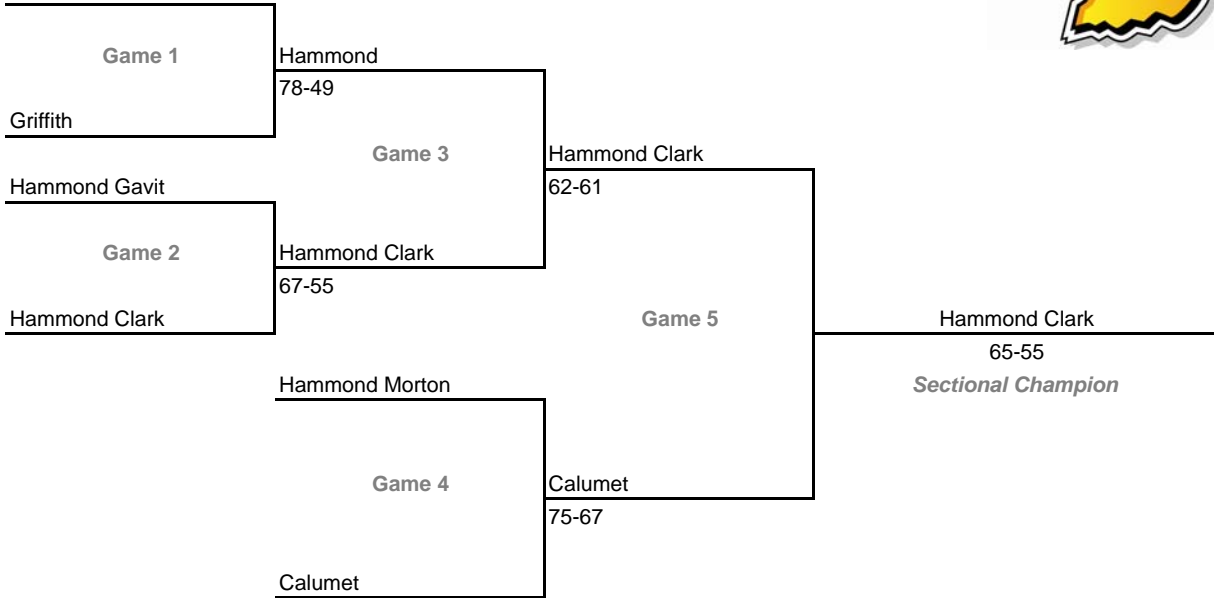 Game 1
Hammond
78-49
Griffith
Game 3
Hammond Clark
62-61
Hammond Gavit
Game 2
Hammond Clark
67-55
Hammond Clark
Game 5
Hammond Clark
65-55
Sectional Champion
Hammond Morton
Game 4
Calumet
75-67
Calumet